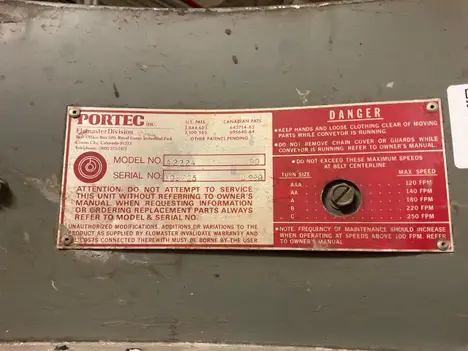 PORTEC INC.
Flomaster Division
Canon City, Colorado 81212
U.S. PATS.
CANADIAN PATS
OTHER PATENTS PENDING
MODEL NO
SERIAL NO
ATTENTION: DO NOT ATTEMPT TO SERVICE
THIS UNIT WITHOUT REFERRING TO OWNER'S
MANUAL. WHEN REQUESTING INFORMATION
OR ORDERING REPLACEMENT PARTS ALWAYS
REFER TO MODEL & SERIAL NO.
UNAUTHORIZED MODIFICATIONS, ADDITIONS OR VARIATIONS TO THE
PRODUCT AS SUPPLIED BY FLOMASTER INVALIDATE WARRANTY AND
COSTS CONNECTED THEREWITH MUST BE BORNE BY THE USER
DANGER
•KEEP HANDS AND LOOSE CLOTHING CLEAR OF MOVING
PARTS WHILE CONVEYOR IS RUNNING.
•DO NOT REMOVE CHAIN COVER OR GUARDS WHILE
CONVEYOR IS RUNNING. REFER TO OWNER'S MANUAL.
•DO NOT EXCEED THESE MAXIMUM SPEEDS
AT BELT CENTERLINE
TURN SIZE MAX SPEED
AAA 120 FPM
AA 140 FPM
A 180 FPM
B 220 FPM
C 250 FPM
•NOTE: FREQUENCY OF MAINTENANCE SHOULD INCREASE
WHEN OPERATING AT SPEEDS ABOVE 100 FPM. REFER
TO OWNER'S MANUAL